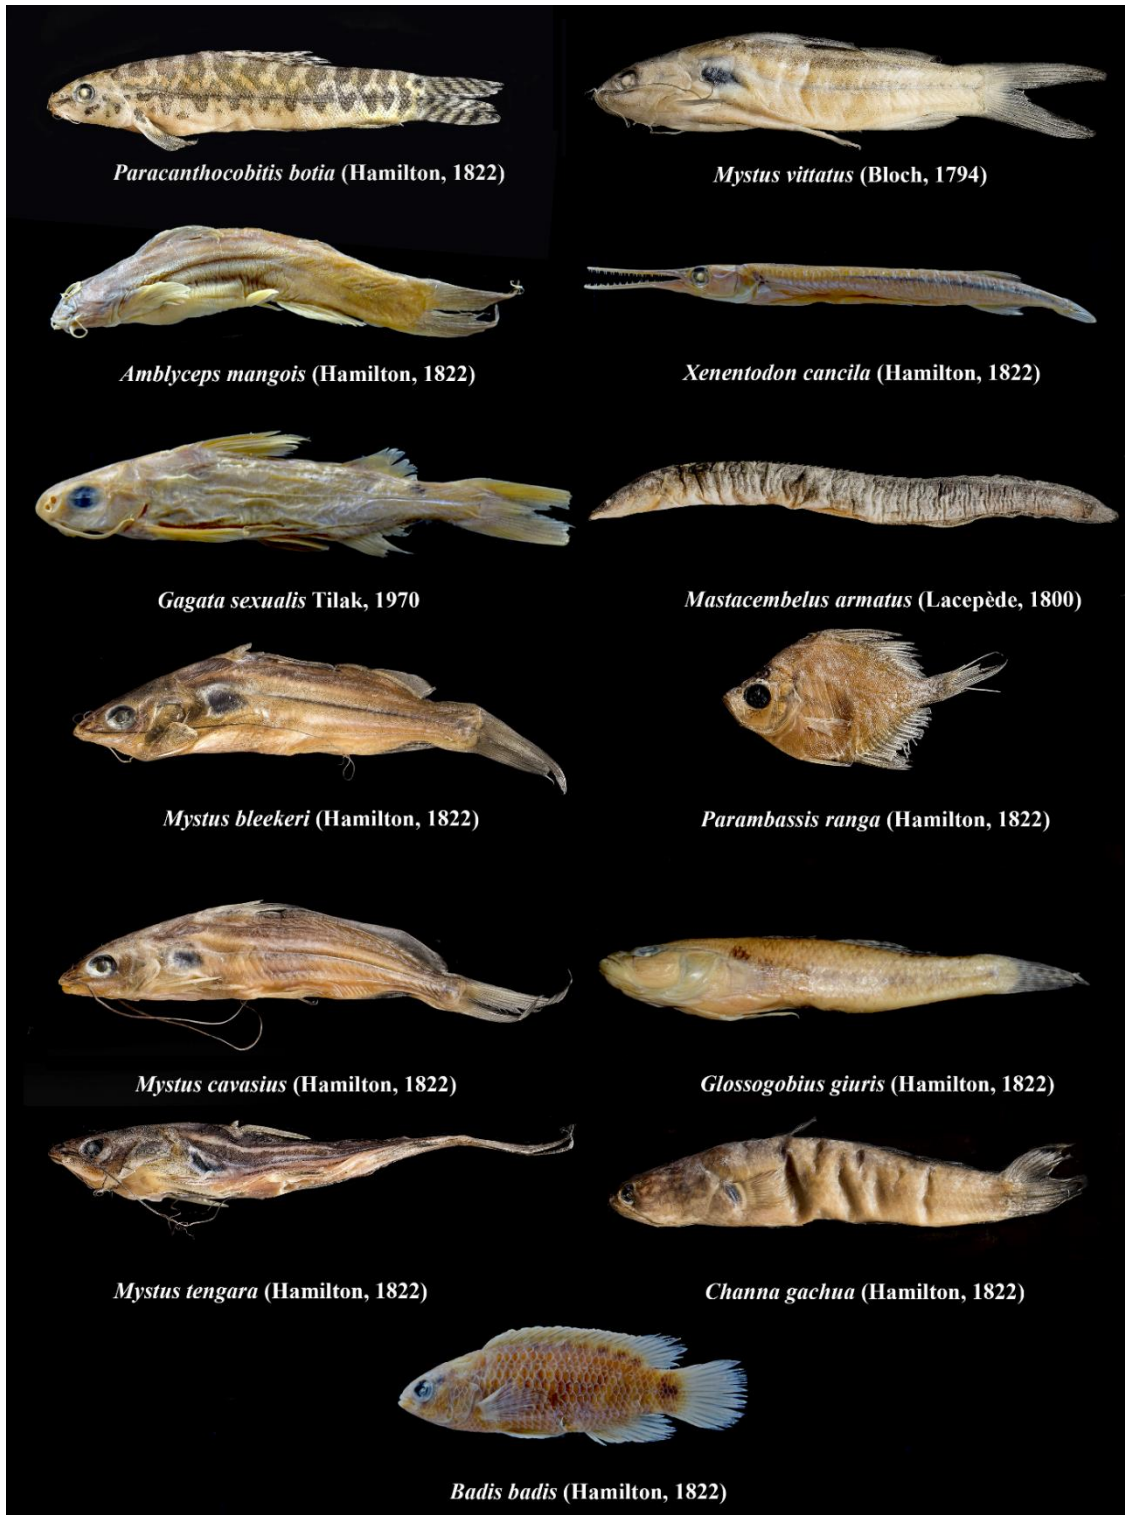 Paracanthocobitis botia (Hamilton, 1822)
Mystus vittatus (Bloch, 1794)
Amblyceps mangois (Hamilton, 1822)
Xenentodon cancila (Hamilton, 1822)
Gagata sexualis Tilak, 1970
Mastacembelus armatus (Lacepède, 1800)
Mystus bleekeri (Hamilton, 1822)
Parambassis ranga (Hamilton, 1822)
Mystus cavasius (Hamilton, 1822)
Glossogobius giuris (Hamilton, 1822)
Mystus tengara (Hamilton, 1822)
Channa gachua (Hamilton, 1822)
Badis badis (Hamilton, 1822)